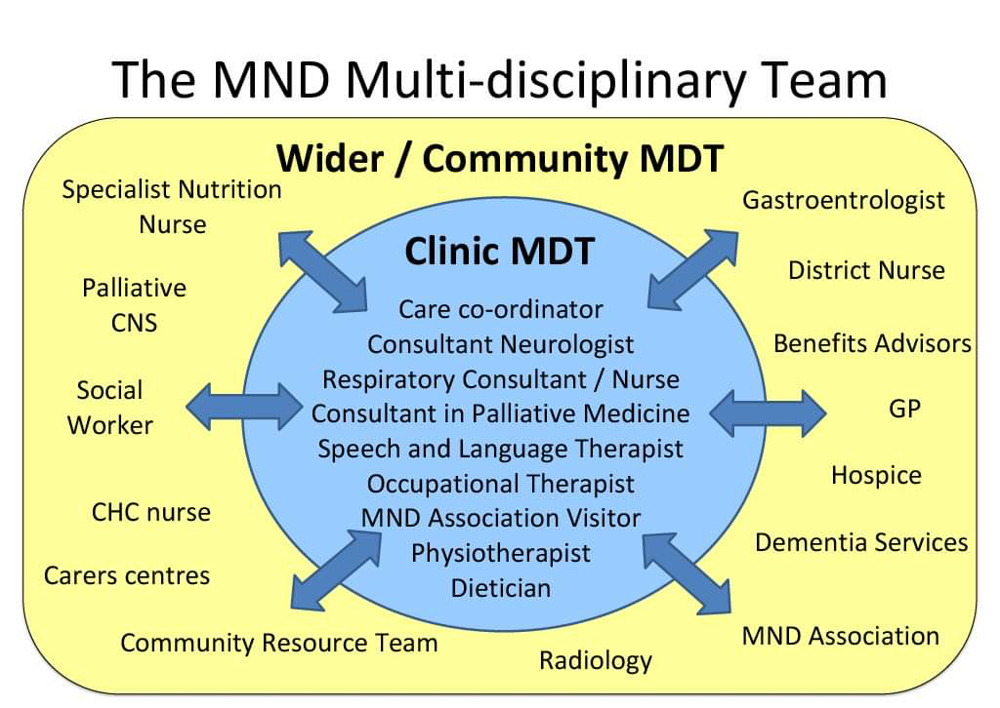 The MND Multi-disciplinary Team
Wider / Community MDT
Specialist Nutrition
Nurse
Palliative
CNS
Social
Worker
CHC nurse
Carers centres
Community Resource Team
Clinic MDT
Care co-ordinator
Consultant Neurologist
Respiratory Consultant / Nurse
Consultant in Palliative Medicine
Speech and Language Therapist
Occupational Therapist
MND Association Visitor
Physiotherapist
Dietician
Radiology
Gastroentrologist
District Nurse
Benefits Advisors
GP
Hospice
Dementia Services
MND Association